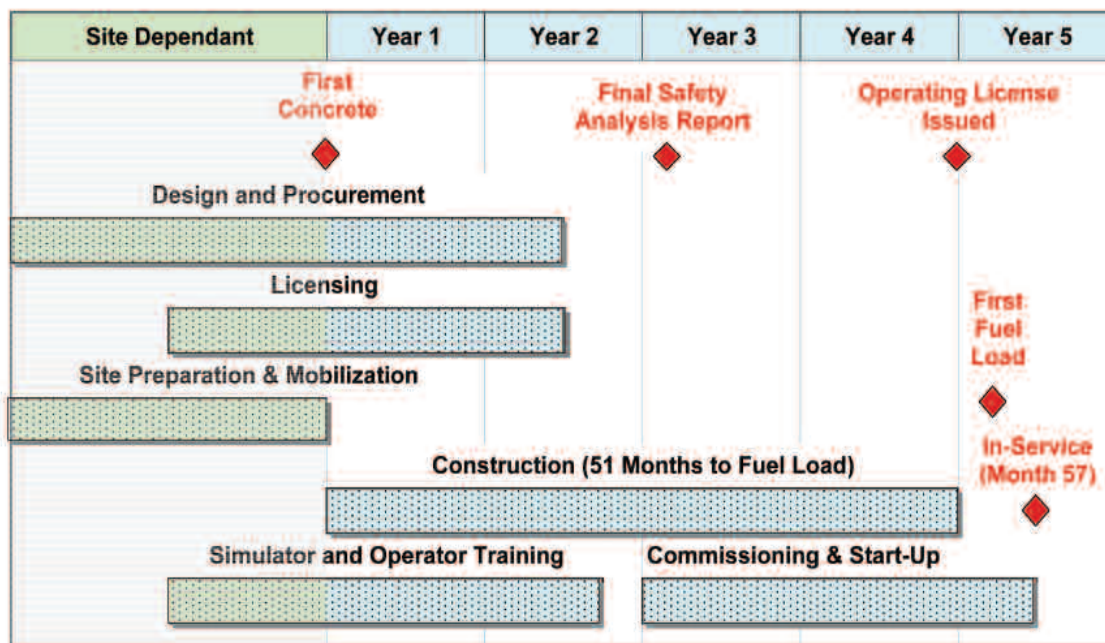 Site Dependant
Year 1
Year 2
Year 3
Year 4
Year 5
First
Concrete
Final Safety
Analysis Report
Operating License
Issued
Design and Procurement
Licensing
First
Fuel
Load
Site Preparation & Mobilization
In-Service
(Month 57)
Construction (51 Months to Fuel Load)
Simulator and Operator Training
Commissioning & Start-Up